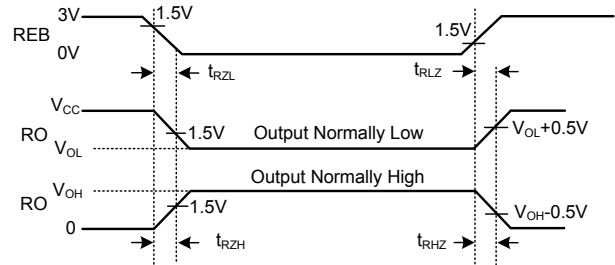 3V
1.5V
REB
0V
1.5V
tRZL
tRLZ
VCC
RO
1.5V
Output Normally Low
VOL+0.5V
VOL
Output Normally High
VOH
RO
1.5V
VOH-0.5V
0
tRZH
tRHZ